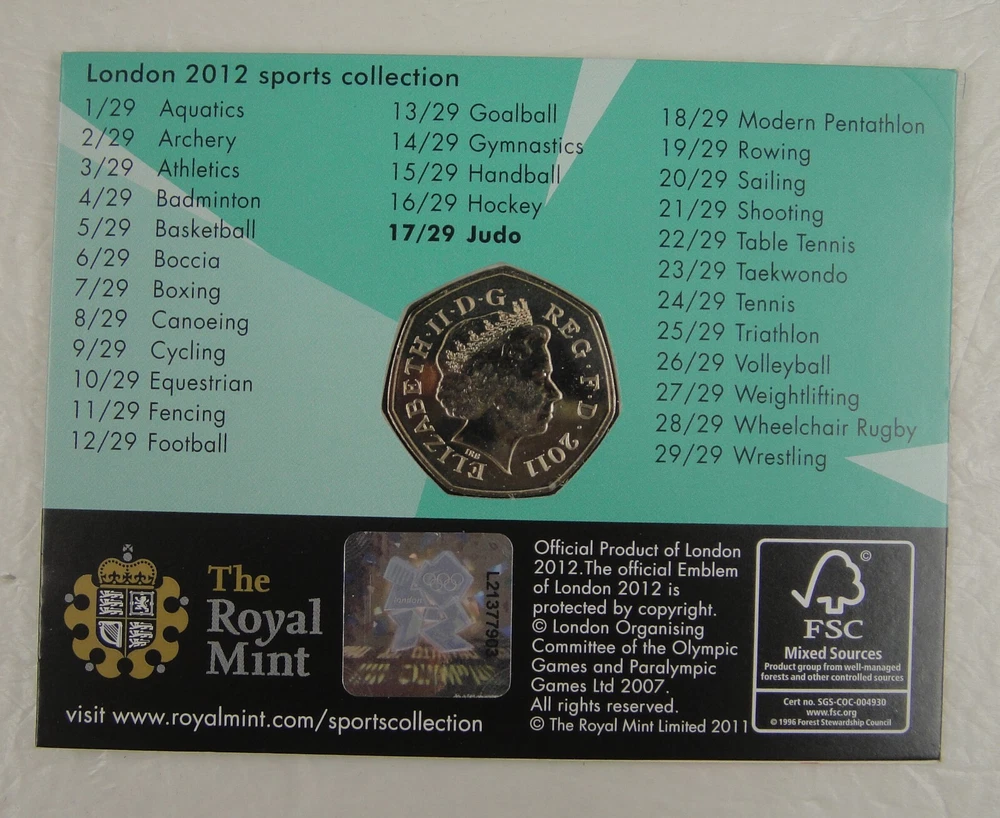 London 2012 sports collection
1/29 Aquatics
2/29 Archery
3/29 Athletics
4/29 Badminton
5/29 Basketball
6/29 Boccia
7/29 Boxing
8/29 Canoeing
9/29 Cycling
10/29 Equestrian
11/29 Fencing
12/29 Football
13/29 Goalball
14/29 Gymnastics
15/29 Handball
16/29 Hockey
17/29 Judo
18/29 Modern Pentathlon
19/29 Rowing
20/29 Sailing
21/29 Shooting
22/29 Table Tennis
23/29 Taekwondo
24/29 Tennis
25/29 Triathlon
26/29 Volleyball
27/29 Weightlifting
28/29 Wheelchair Rugby
29/29 Wrestling
ELIZABETH·II·D·G REG·F·D·2011
IRB
The
Royal
Mint
visit www.royalmint.com/sportscollection
L21377903
Official Product of London
2012.The official Emblem
of London 2012 is
protected by copyright.
© London Organising
Committee of the Olympic
Games and Paralympic
Games Ltd 2007.
All rights reserved.
© The Royal Mint Limited 2011
©
FSC
Mixed Sources
Product group from well-managed
forests and other controlled sources
Cert no. SGS-COC-004930
www.fsc.org
© 1996 Forest Stewardship Council